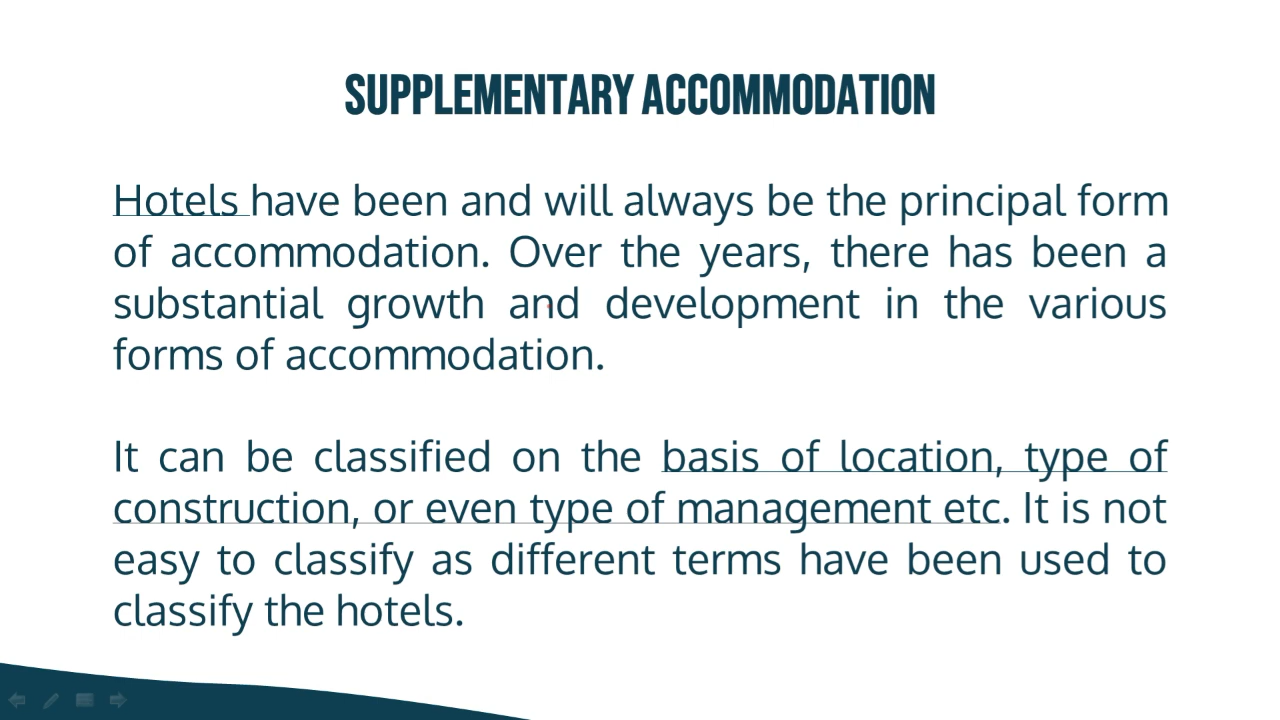 SUPPLEMENTARY ACCOMMODATION
Hotels have been and will always be the principal form
of accommodation. Over the years, there has been a
substantial growth and development in the various
forms of accommodation.
It can be classified on the basis of location, type of
construction, or even type of management etc. It is not
easy to classify as different terms have been used to
classify the hotels.